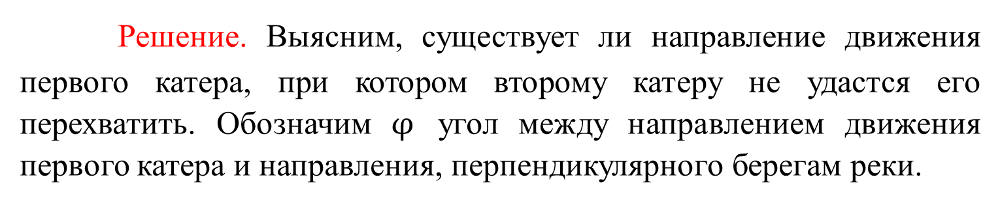 Решение. Выясним, существует ли направление движения
первого катера, при котором второму катеру не удастся его
перехватить. Обозначим φ угол между направлением движения
первого катера и направления, перпендикулярного берегам реки.